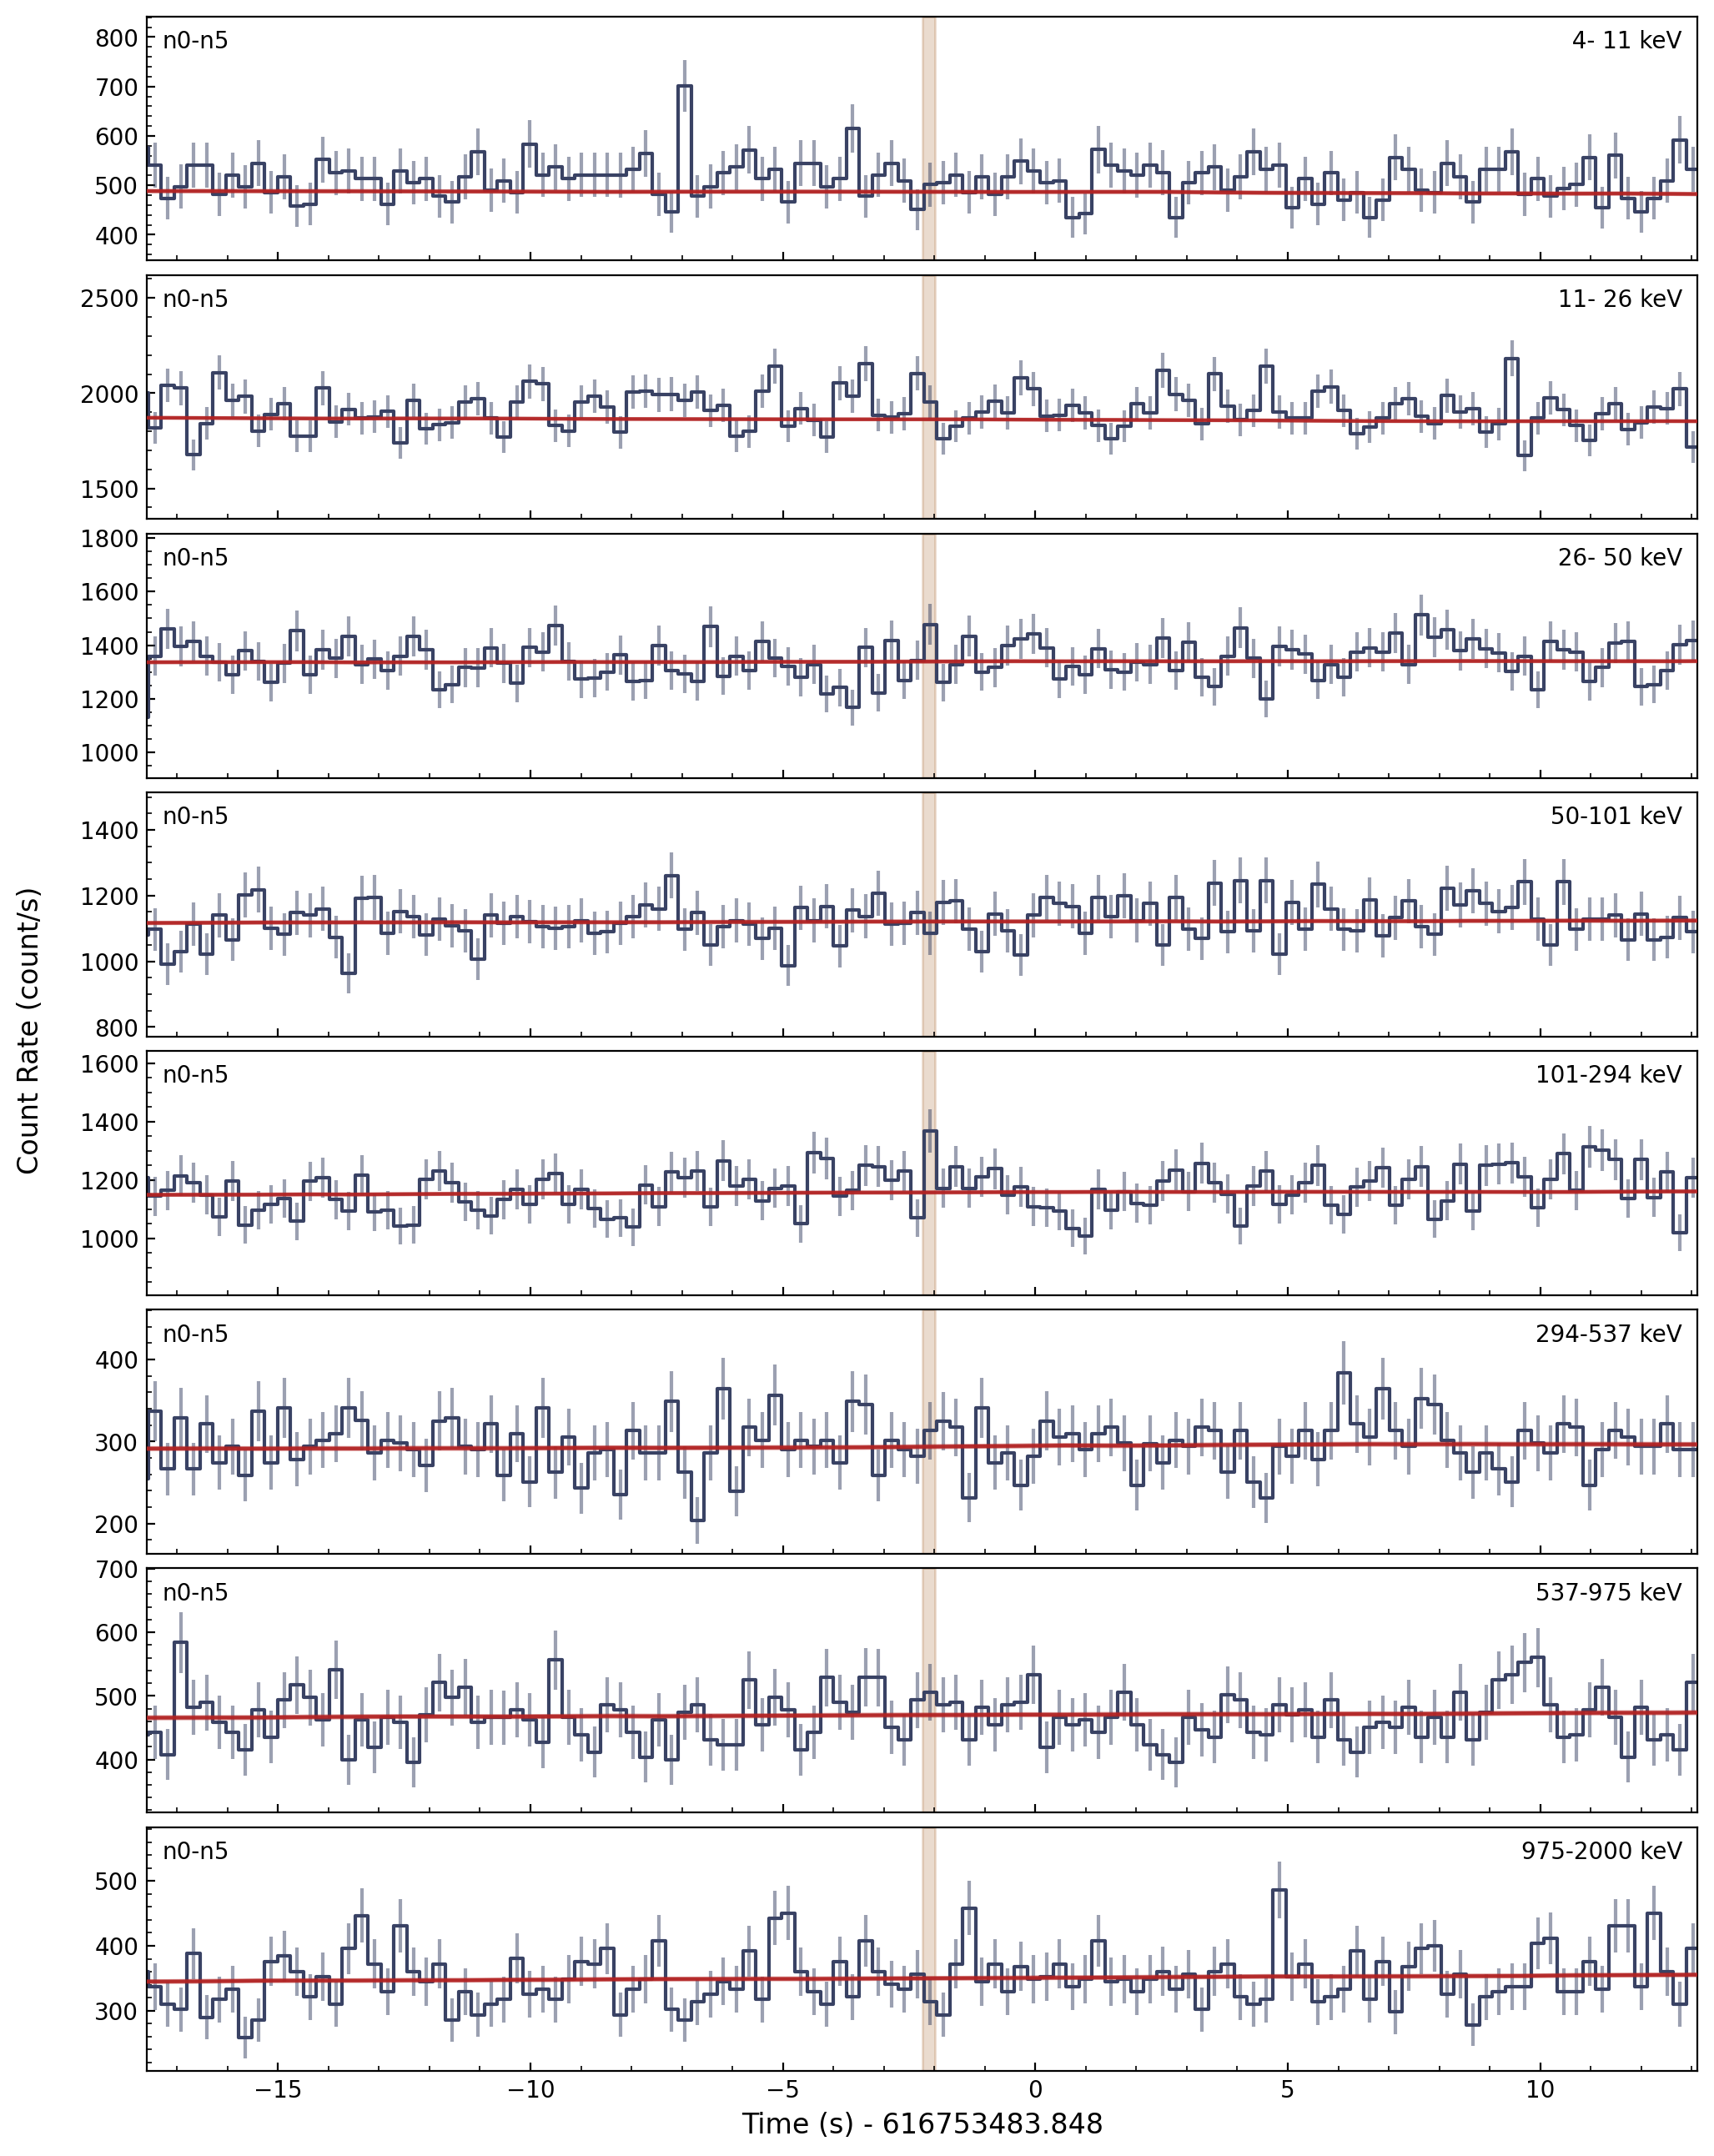 n0-n5 4- 11 keV
800
700
600
500
400
n0-n5 11- 26 keV
2500
2000
1500
n0-n5 26- 50 keV
1800
1600
1400
1200
1000
n0-n5 50-101 keV
1400
1200
1000
800
n0-n5 101-294 keV
1600
1400
1200
1000
n0-n5 294-537 keV
400
300
200
n0-n5 537-975 keV
700
600
500
400
n0-n5 975-2000 keV
500
400
300
−15 −10 −5 0 5 10
Time (s) - 616753483.848
Count Rate (count/s)